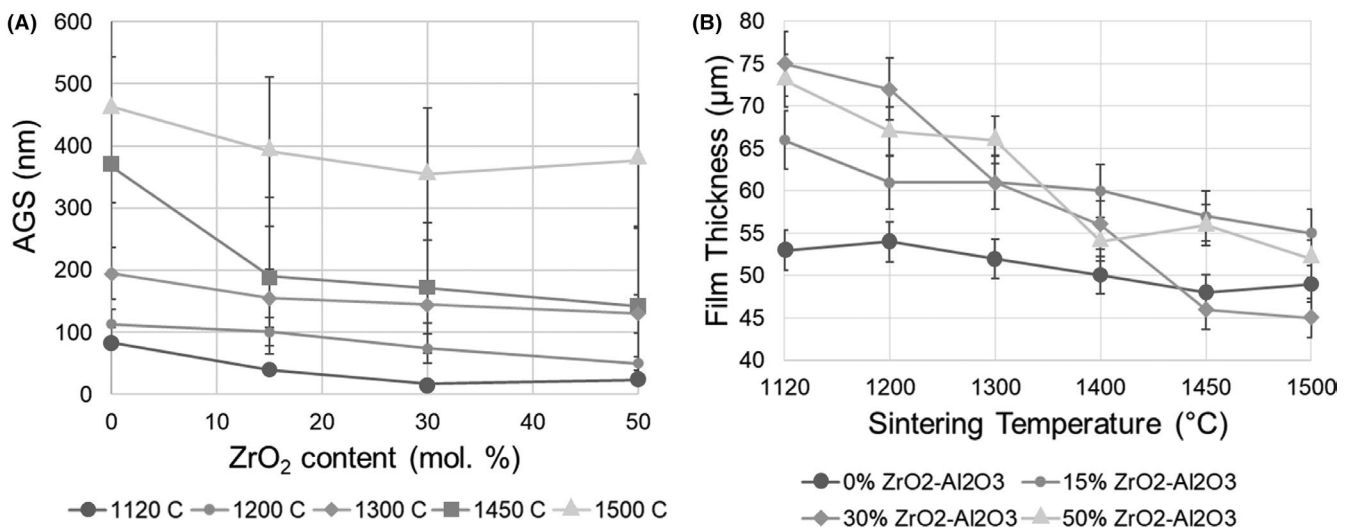 (A)
600
500
400
300
200
100
0
AGS (nm)
0 10 20 30 40 50
ZrO₂ content (mol. %)
1120 C 1200 C 1300 C 1450 C 1500 C
(B)
80
75
70
65
60
55
50
45
40
Film Thickness (µm)
1120 1200 1300 1400 1450 1500
Sintering Temperature (°C)
0% ZrO2-Al2O3 15% ZrO2-Al2O3
30% ZrO2-Al2O3 50% ZrO2-Al2O3